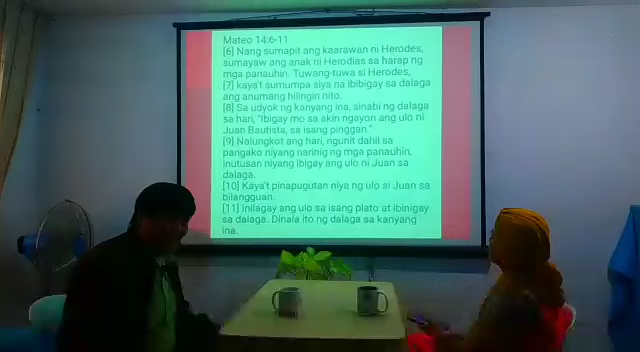 Mateo 14:6-11
[6] Nang sumapit ang kaarawan ni Herodes,
sumayaw ang anak ni Herodias sa harap ng
mga panauhin. Tuwang-tuwa si Herodes,
[7] kaya't sumumpa siya na ibibigay sa dalaga
ang anumang hilingin nito.
[8] Sa udyok ng kanyang ina, sinabi ng dalaga
sa hari, "Ibigay mo sa akin ngayon ang ulo ni
Juan Bautista, sa isang pinggan."
[9] Nalungkot ang hari, ngunit dahil sa
pangako niyang narinig ng mga panauhin,
inutusan niyang ibigay ang ulo ni Juan sa
dalaga.
[10] Kaya't pinapugutan niya ng ulo si Juan sa
bilangguan.
[11] Inilagay ang ulo sa isang plato at ibinigay
sa dalaga. Dinala ito ng dalaga sa kanyang
ina.